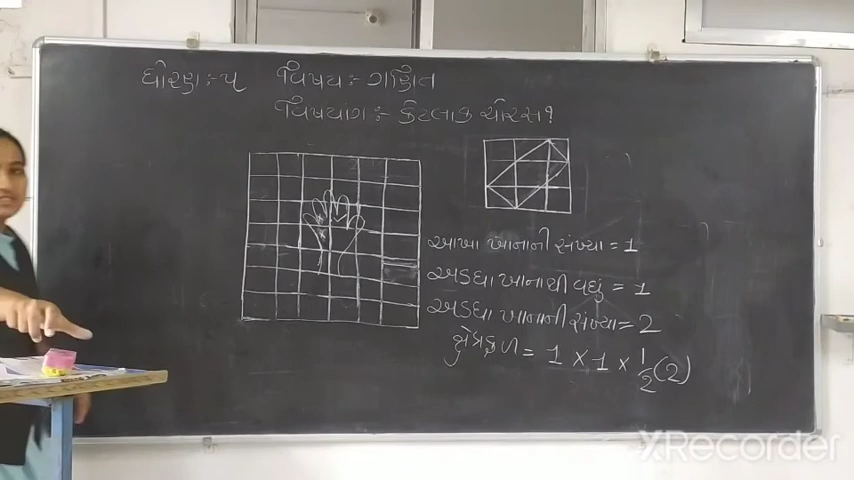 ધોરણ :- ૫ વિષય :- ગણિત
વિષયાંગ :- કેટલાક ચોરસ?
આખા ખાનાની સંખ્યા = 1
અડધા ખાનાથી વધુ = 1
અડધા ખાનાની સંખ્યા = 2
ક્ષેત્રફળ = 1 × 1 × 1/2 (2)
XRecorder